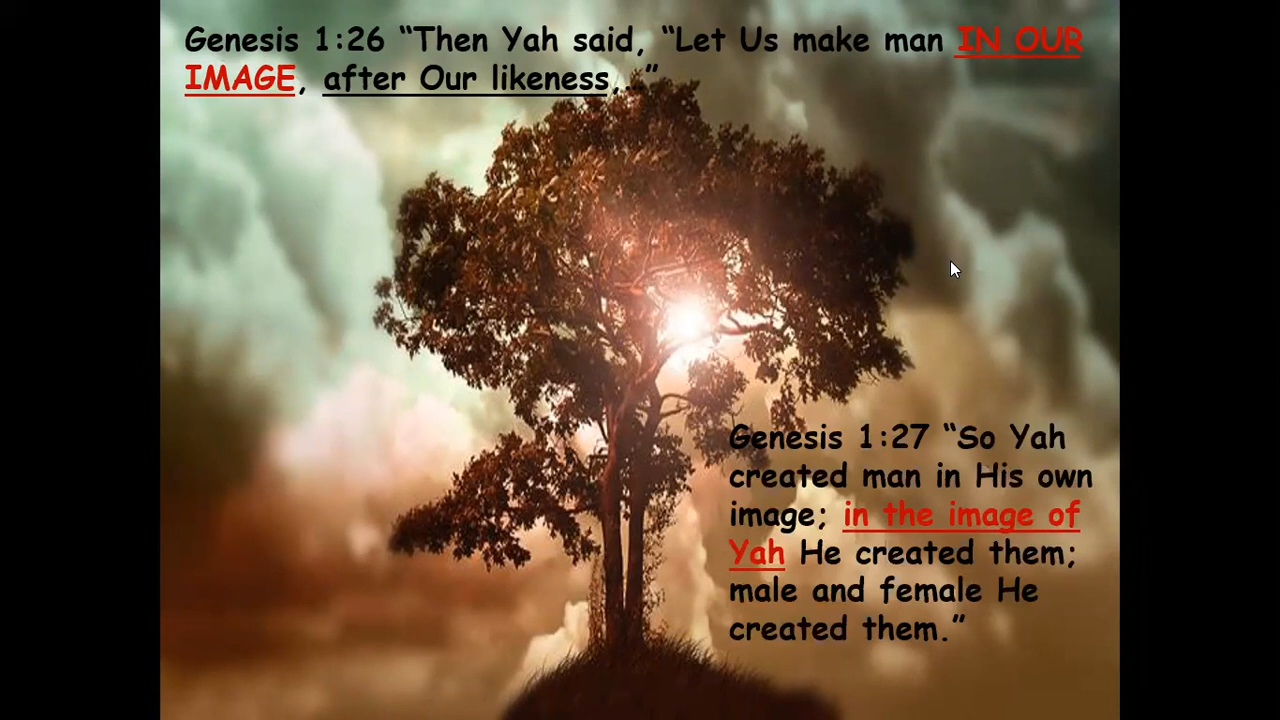 Genesis 1:26 “Then Yah said, “Let Us make man IN OUR
IMAGE, after Our likeness,…”
Genesis 1:27 “So Yah
created man in His own
image; in the image of
Yah He created them;
male and female He
created them.”